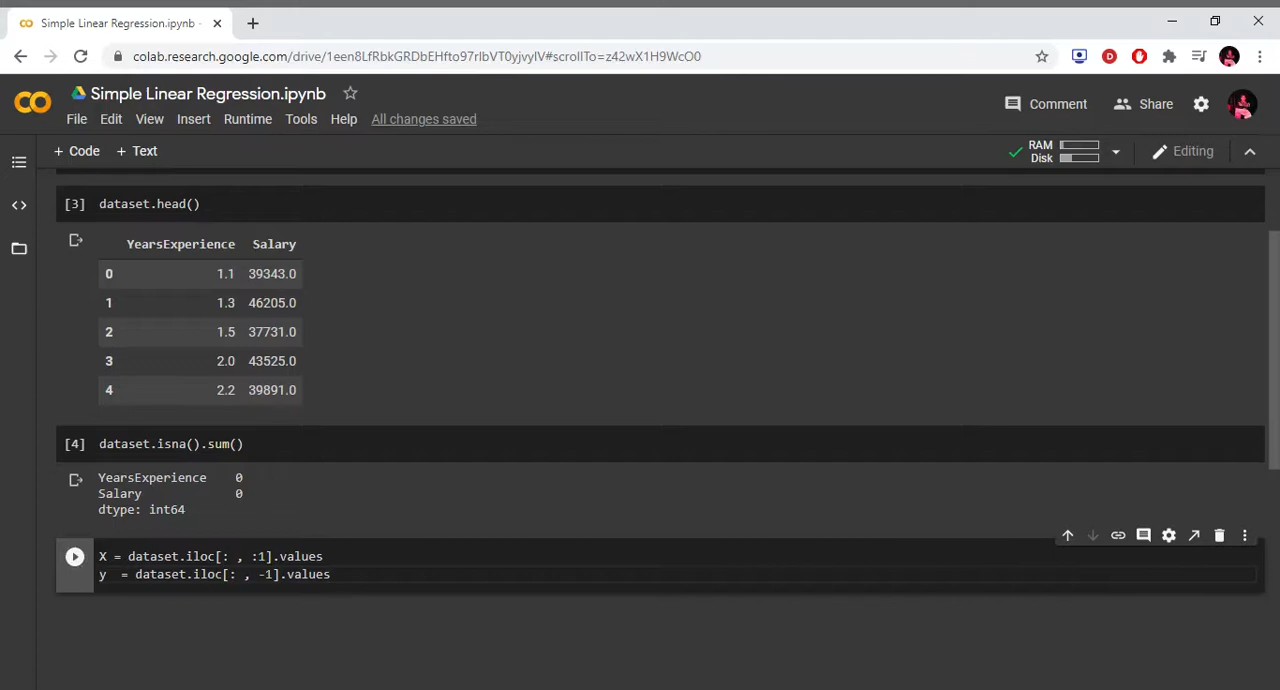 Simple Linear Regression.ipynb -
colab.research.google.com/drive/1een8LfRbkGRDbEHfto97rIbVT0yjvyIV#scrollTo=z42wX1H9WcO0
Simple Linear Regression.ipynb
Comment
Share
File Edit View Insert Runtime Tools Help All changes saved
+ Code + Text
RAM
Disk
Editing
[3] dataset.head()
YearsExperience Salary
0 1.1 39343.0
1 1.3 46205.0
2 1.5 37731.0
3 2.0 43525.0
4 2.2 39891.0
[4] dataset.isna().sum()
YearsExperience 0
Salary 0
dtype: int64
X = dataset.iloc[: , :1].values
y  = dataset.iloc[: , -1].values